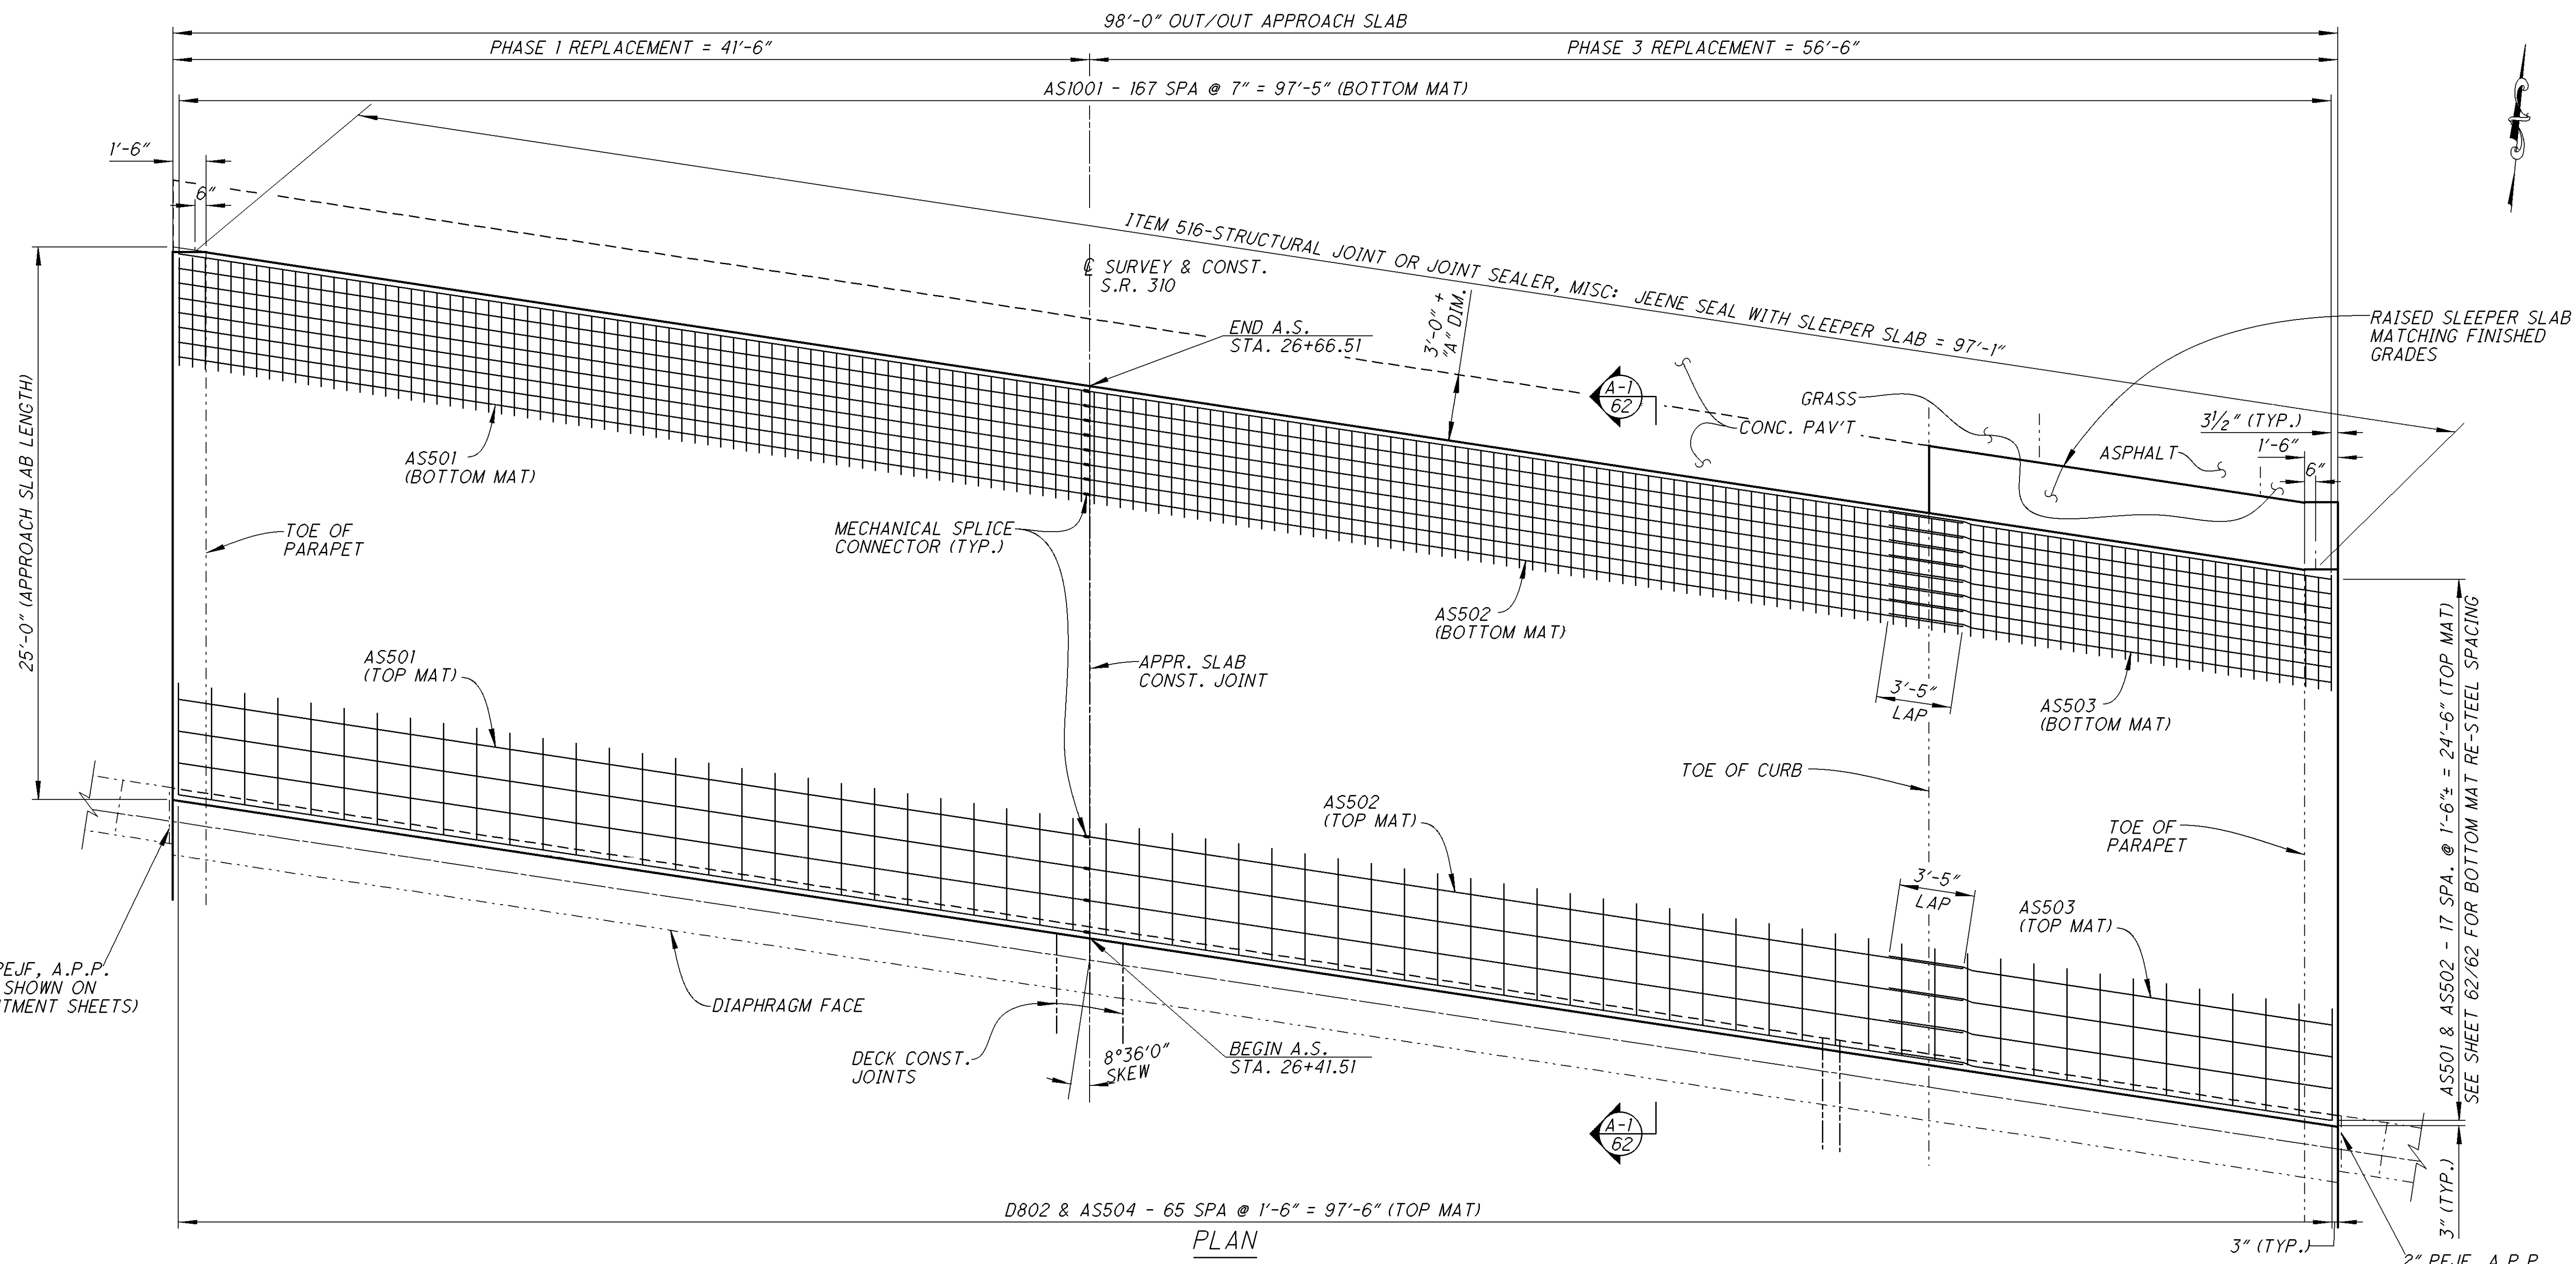 98'-0" OUT/OUT APPROACH SLAB
PHASE 1 REPLACEMENT = 41'-6"
PHASE 3 REPLACEMENT = 56'-6"
AS1001 - 167 SPA @ 7" = 97'-5" (BOTTOM MAT)
1'-6"
6"
ITEM 516-STRUCTURAL JOINT OR JOINT SEALER, MISC: JEENE SEAL WITH SLEEPER SLAB = 97'-1"
℄ SURVEY & CONST.
S.R. 310
3'-0" +
"A" DIM.
END A.S.
STA. 26+66.51
RAISED SLEEPER SLAB
MATCHING FINISHED
GRADES
A-1
62
GRASS
CONC. PAV'T
3½" (TYP.)
1'-6"
6"
ASPHALT
25'-0" (APPROACH SLAB LENGTH)
AS501
(BOTTOM MAT)
TOE OF
PARAPET
MECHANICAL SPLICE
CONNECTOR (TYP.)
AS502
(BOTTOM MAT)
APPR. SLAB
CONST. JOINT
3'-5"
LAP
AS503
(BOTTOM MAT)
AS501
(TOP MAT)
TOE OF CURB
AS502
(TOP MAT)
TOE OF
PARAPET
3'-5"
LAP
AS503
(TOP MAT)
AS501 & AS502 - 17 SPA. @ 1'-6"± = 24'-6" (TOP MAT)
SEE SHEET 62/62 FOR BOTTOM MAT RE-STEEL SPACING
PEJF, A.P.P.
SHOWN ON
TMENT SHEETS)
DIAPHRAGM FACE
DECK CONST.
JOINTS
8°36'0"
SKEW
BEGIN A.S.
STA. 26+41.51
A-1
62
3" (TYP.)
D802 & AS504 - 65 SPA @ 1'-6" = 97'-6" (TOP MAT)
3" (TYP.)
PLAN
2" PEJF, A.P.P.